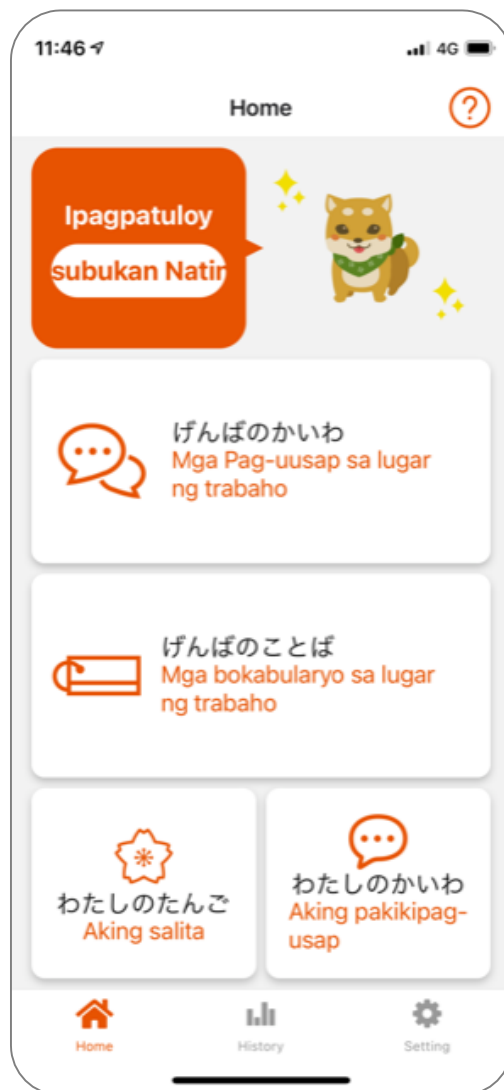 11:46
4G
Home
?
Ipagpatuloy
subukan Natin
げんばのかいわ
Mga Pag-uusap sa lugar
ng trabaho
げんばのことば
Mga bokabularyo sa lugar
ng trabaho
わたしのたんご
Aking salita
わたしのかいわ
Aking pakikipag-
usap
Home
History
Setting